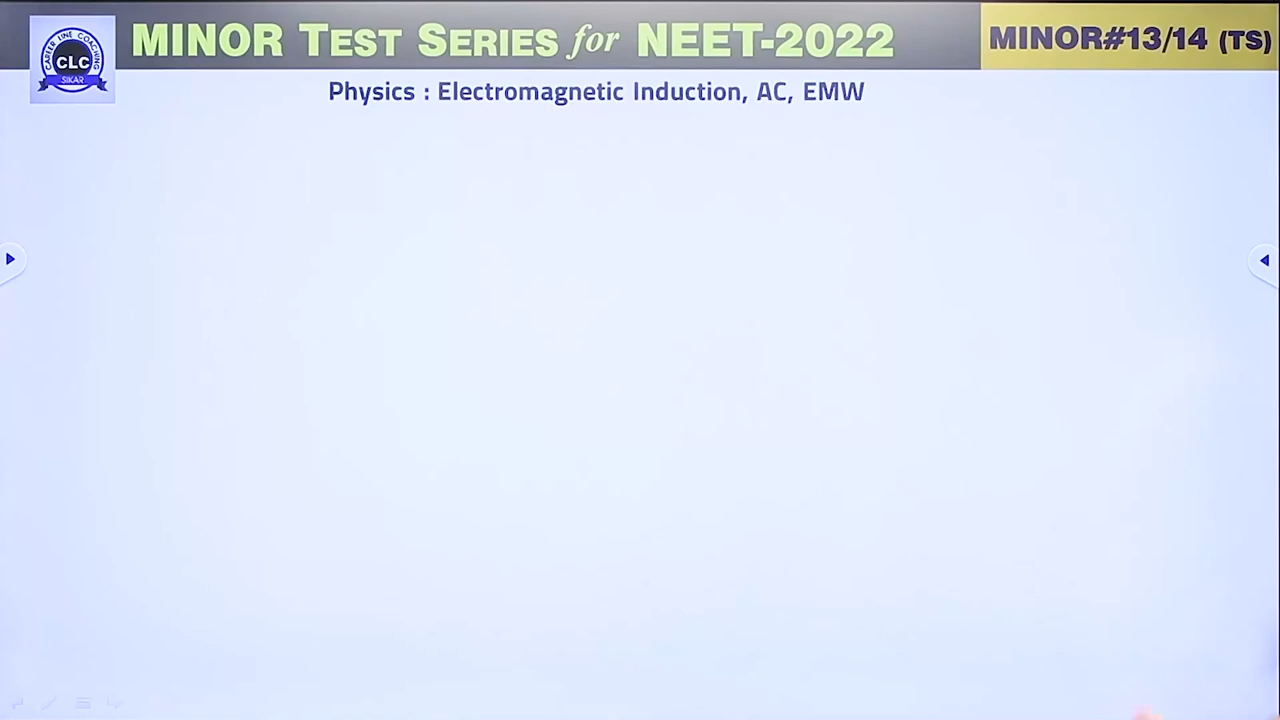 CAREER LINE COACHING
CLC
SIKAR
MINOR TEST SERIES for NEET-2022
MINOR#13/14 (TS)
Physics : Electromagnetic Induction, AC, EMW